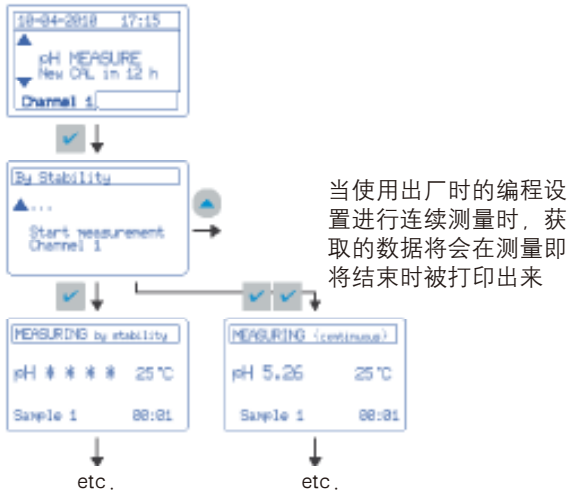 10-04-2010 17:15
pH MEASURE
New CAL in 12 h
Channel 1
By Stability
...
Start measurement
Channel 1
当使用出厂时的编程设
置进行连续测量时，获
取的数据将会在测量即
将结束时被打印出来
MEASURING by stability
pH * * * * 25 °C
Sample 1 00:01
MEASURING (continuous)
pH 5.26 25 °C
Sample 1 00:01
etc.
etc.